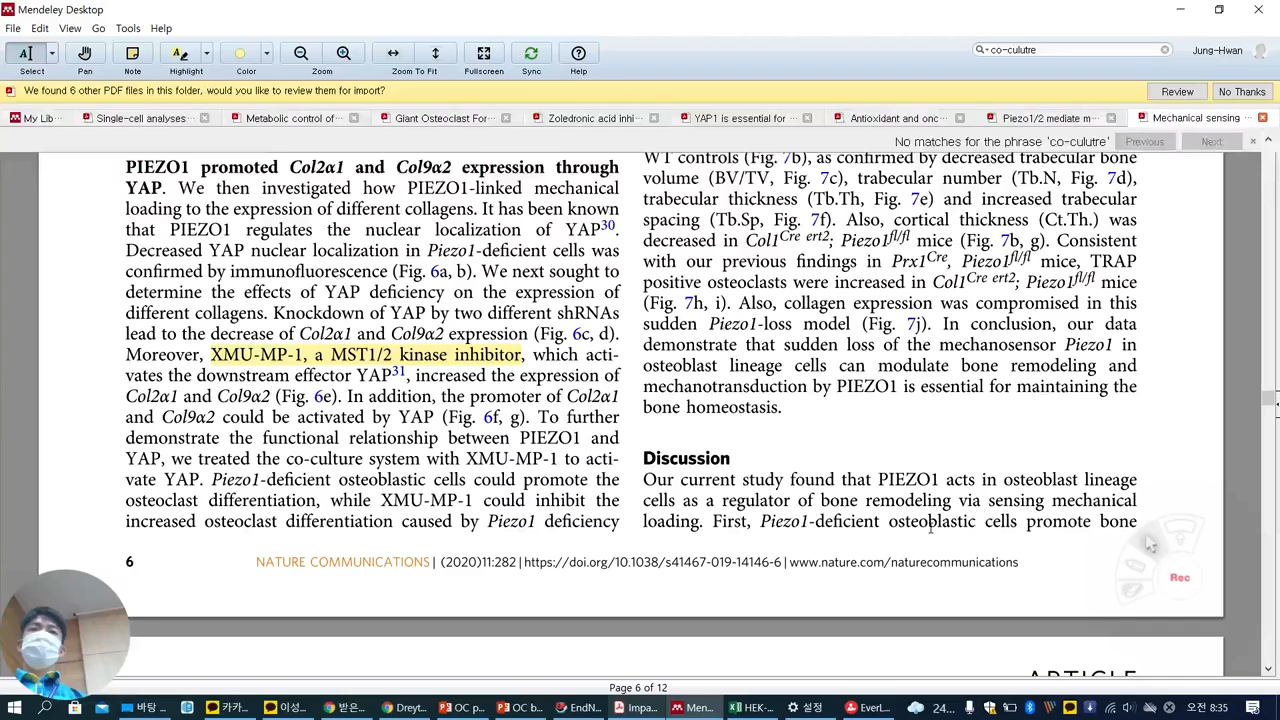 Mendeley Desktop
File Edit View Go Tools Help
co-culutre
Jung-Hwan
Select Pan Note Highlight Color Zoom Zoom To Fit Fullscreen Sync Help
We found 6 other PDF files in this folder, would you like to review them for import?
Review No Thanks
My Lib··· Single−cell analyses··· Metabolic control of··· Giant Osteoclast For··· Zoledronic acid inhi··· YAP1 is essential for··· Antioxidant and onc··· Piezo1/2 mediate m··· Mechanical sensing···
No matches for the phrase 'co-culutre' Previous Next
PIEZO1 promoted Col2α1 and Col9α2 expression through
YAP. We then investigated how PIEZO1-linked mechanical
loading to the expression of different collagens. It has been known
that PIEZO1 regulates the nuclear localization of YAP30.
Decreased YAP nuclear localization in Piezo1-deficient cells was
confirmed by immunofluorescence (Fig. 6a, b). We next sought to
determine the effects of YAP deficiency on the expression of
different collagens. Knockdown of YAP by two different shRNAs
lead to the decrease of Col2α1 and Col9α2 expression (Fig. 6c, d).
Moreover, XMU-MP-1, a MST1/2 kinase inhibitor, which acti-
vates the downstream effector YAP31, increased the expression of
Col2α1 and Col9α2 (Fig. 6e). In addition, the promoter of Col2α1
and Col9α2 could be activated by YAP (Fig. 6f, g). To further
demonstrate the functional relationship between PIEZO1 and
YAP, we treated the co-culture system with XMU-MP-1 to acti-
vate YAP. Piezo1-deficient osteoblastic cells could promote the
osteoclast differentiation, while XMU-MP-1 could inhibit the
increased osteoclast differentiation caused by Piezo1 deficiency
WT controls (Fig. 7b), as confirmed by decreased trabecular bone
volume (BV/TV, Fig. 7c), trabecular number (Tb.N, Fig. 7d),
trabecular thickness (Tb.Th, Fig. 7e) and increased trabecular
spacing (Tb.Sp, Fig. 7f). Also, cortical thickness (Ct.Th.) was
decreased in Col1Cre ert2; Piezo1fl/fl mice (Fig. 7b, g). Consistent
with our previous findings in Prx1Cre, Piezo1fl/fl mice, TRAP
positive osteoclasts were increased in Col1Cre ert2; Piezo1fl/fl mice
(Fig. 7h, i). Also, collagen expression was compromised in this
sudden Piezo1-loss model (Fig. 7j). In conclusion, our data
demonstrate that sudden loss of the mechanosensor Piezo1 in
osteoblast lineage cells can modulate bone remodeling and
mechanotransduction by PIEZO1 is essential for maintaining the
bone homeostasis.
Discussion
Our current study found that PIEZO1 acts in osteoblast lineage
cells as a regulator of bone remodeling via sensing mechanical
loading. First, Piezo1-deficient osteoblastic cells promote bone
6 NATURE COMMUNICATIONS | (2020)11:282 | https://doi.org/10.1038/s41467-019-14146-6 | www.nature.com/naturecommunications
Rec
Page 6 of 12
바탕 ... 카카... 이성... 받은... Dreyt... OC p... OC b... EndN... Impa... Men... HEK-... 설정 EverL... 24... 오전 8:35